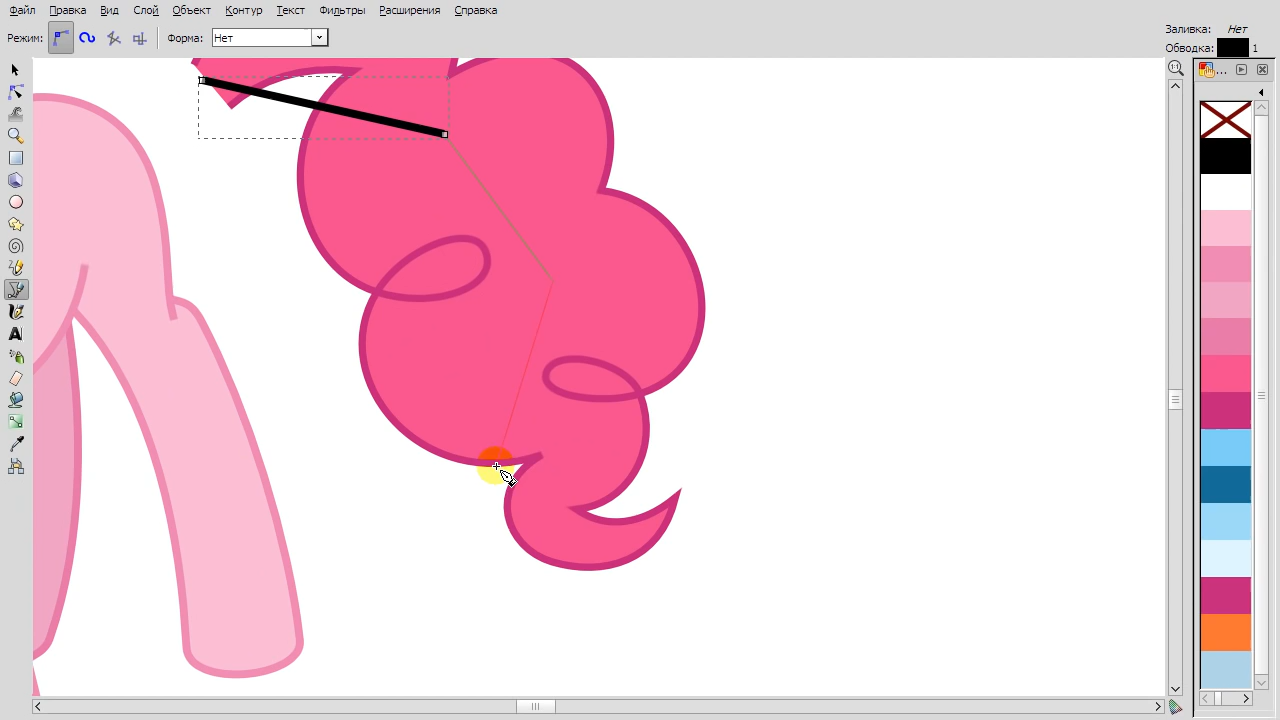 Файл Правка Вид Слой Объект Контур Текст Фильтры Расширения Справка
Режим: Форма: Нет
Заливка: Нет
Обводка: 1
...
A